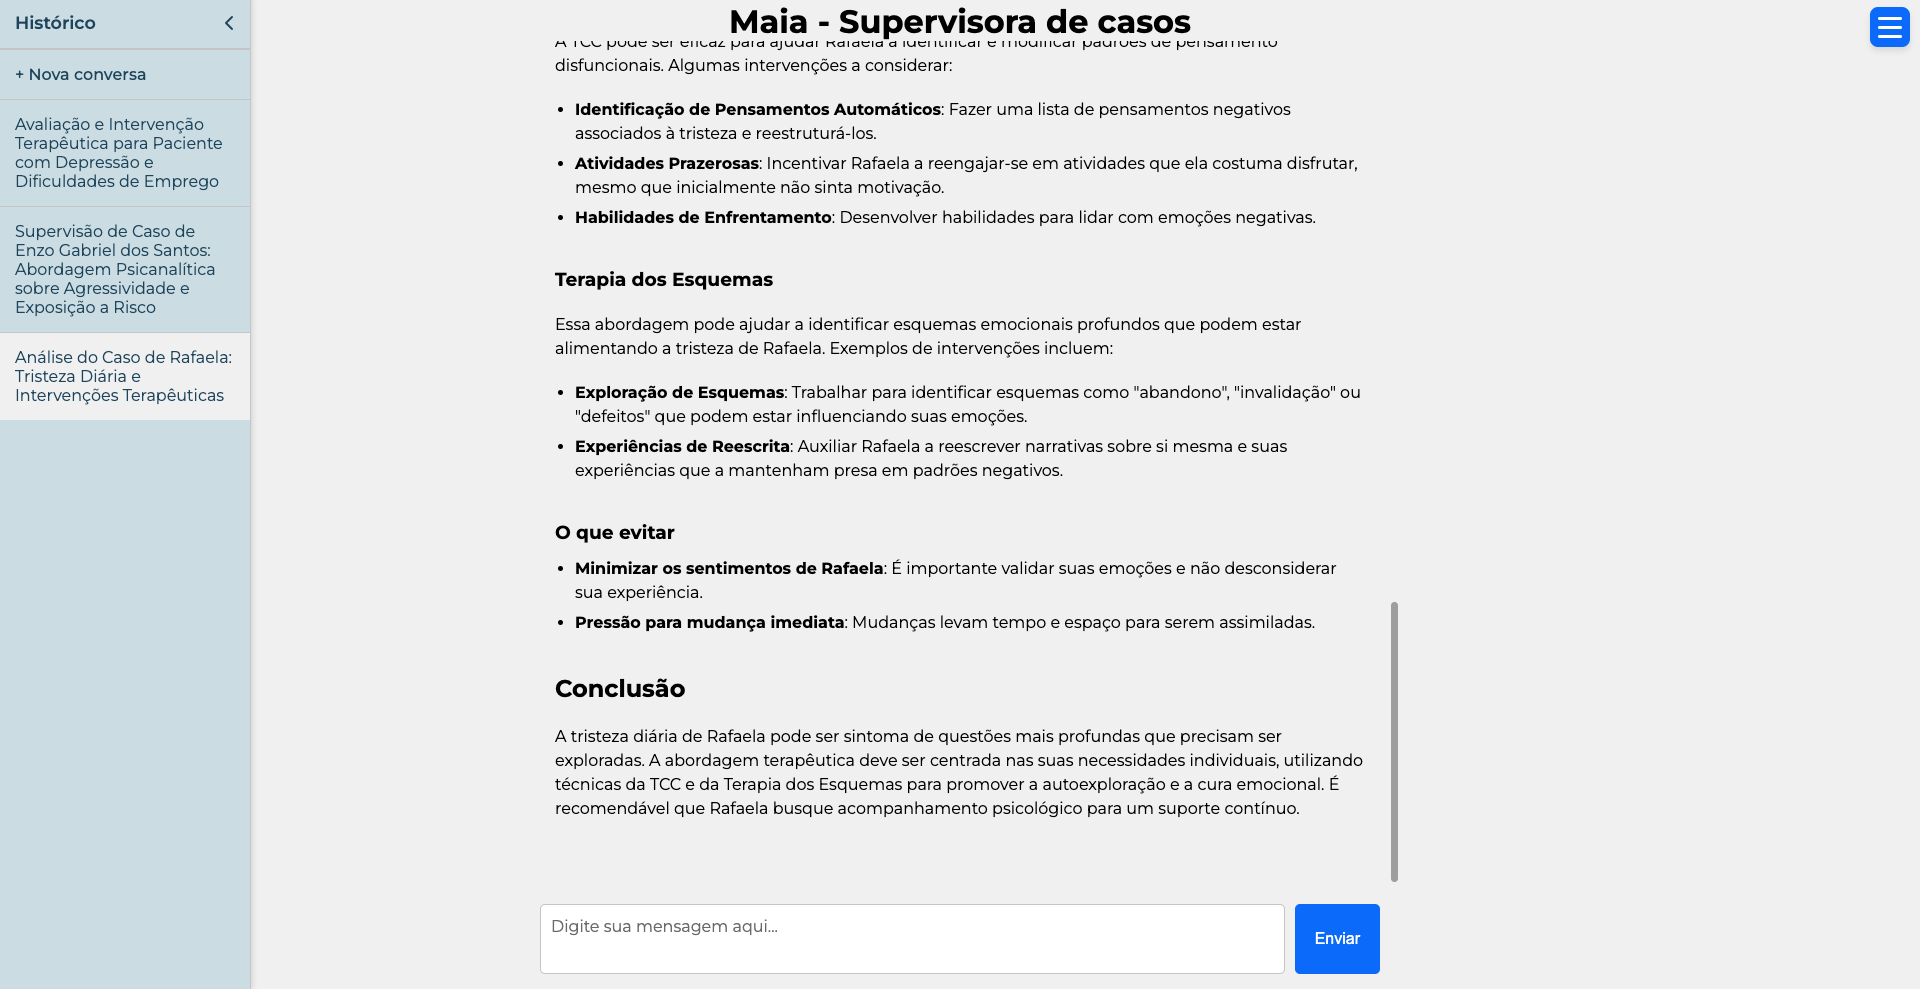 Histórico
+ Nova conversa
Avaliação e Intervenção
Terapêutica para Paciente
com Depressão e
Dificuldades de Emprego
Supervisão de Caso de
Enzo Gabriel dos Santos:
Abordagem Psicanalítica
sobre Agressividade e
Exposição a Risco
Análise do Caso de Rafaela:
Tristeza Diária e
Intervenções Terapêuticas
Maia - Supervisora de casos
A TCC pode ser eficaz para ajudar Rafaela a identificar e modificar padrões de pensamento
disfuncionais. Algumas intervenções a considerar:
• Identificação de Pensamentos Automáticos: Fazer uma lista de pensamentos negativos
associados à tristeza e reestruturá-los.
• Atividades Prazerosas: Incentivar Rafaela a reengajar-se em atividades que ela costuma disfrutar,
mesmo que inicialmente não sinta motivação.
• Habilidades de Enfrentamento: Desenvolver habilidades para lidar com emoções negativas.
Terapia dos Esquemas
Essa abordagem pode ajudar a identificar esquemas emocionais profundos que podem estar
alimentando a tristeza de Rafaela. Exemplos de intervenções incluem:
• Exploração de Esquemas: Trabalhar para identificar esquemas como "abandono", "invalidação" ou
"defeitos" que podem estar influenciando suas emoções.
• Experiências de Reescrita: Auxiliar Rafaela a reescrever narrativas sobre si mesma e suas
experiências que a mantenham presa em padrões negativos.
O que evitar
• Minimizar os sentimentos de Rafaela: É importante validar suas emoções e não desconsiderar
sua experiência.
• Pressão para mudança imediata: Mudanças levam tempo e espaço para serem assimiladas.
Conclusão
A tristeza diária de Rafaela pode ser sintoma de questões mais profundas que precisam ser
exploradas. A abordagem terapêutica deve ser centrada nas suas necessidades individuais, utilizando
técnicas da TCC e da Terapia dos Esquemas para promover a autoexploração e a cura emocional. É
recomendável que Rafaela busque acompanhamento psicológico para um suporte contínuo.
Digite sua mensagem aqui...
Enviar